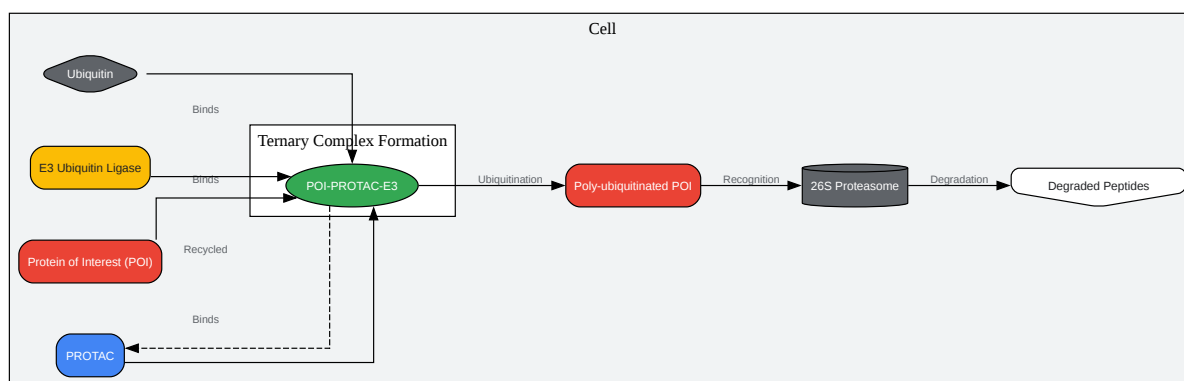 Cell
Ubiquitin
Binds
Ternary Complex Formation
E3 Ubiquitin Ligase
Binds
POI-PROTAC-E3
Ubiquitination
Poly-ubiquitinated POI
Recognition
26S Proteasome
Degradation
Degraded Peptides
Recycled
Protein of Interest (POI)
Binds
PROTAC